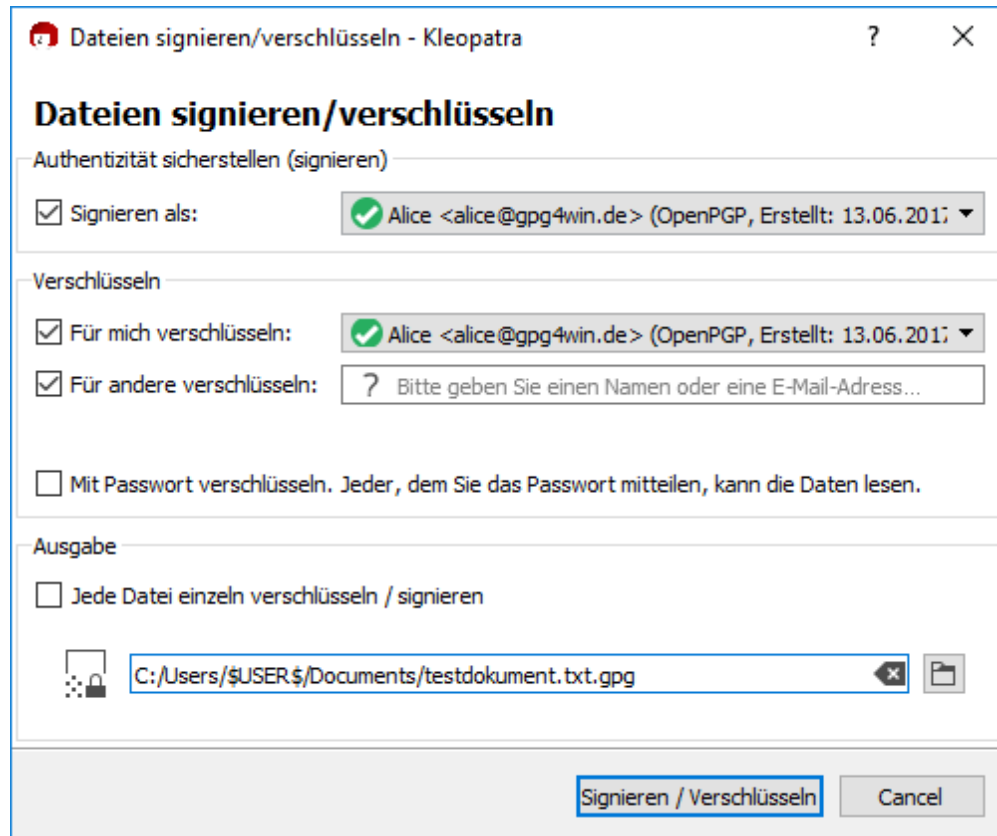 Dateien signieren/verschlüsseln - Kleopatra
Dateien signieren/verschlüsseln
Authentizität sicherstellen (signieren)
Signieren als: Alice <alice@gpg4win.de> (OpenPGP, Erstellt: 13.06.2017
Verschlüsseln
Für mich verschlüsseln: Alice <alice@gpg4win.de> (OpenPGP, Erstellt: 13.06.2017
Für andere verschlüsseln: ? Bitte geben Sie einen Namen oder eine E-Mail-Adress...
Mit Passwort verschlüsseln. Jeder, dem Sie das Passwort mitteilen, kann die Daten lesen.
Ausgabe
Jede Datei einzeln verschlüsseln / signieren
C:/Users/$USER$/Documents/testdokument.txt.gpg
Signieren / Verschlüsseln Cancel